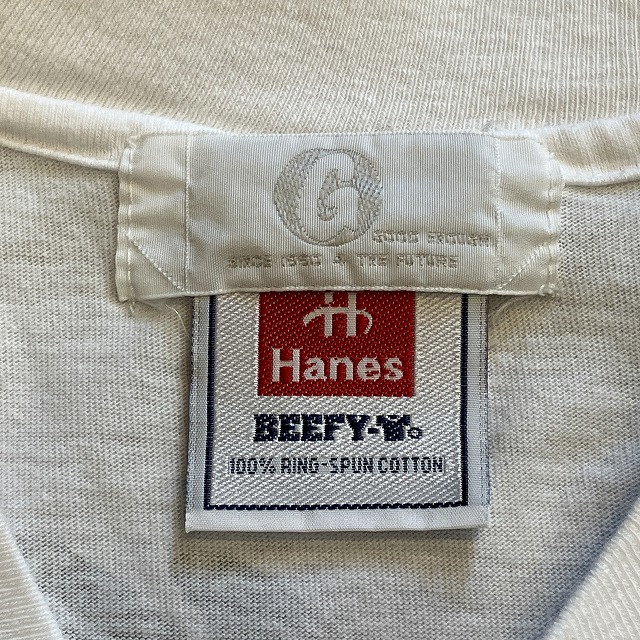 G
GOOD ENOUGH
SINCE 1990 & THE FUTURE
H
Hanes
BEEFY-T®
100% RING-SPUN COTTON